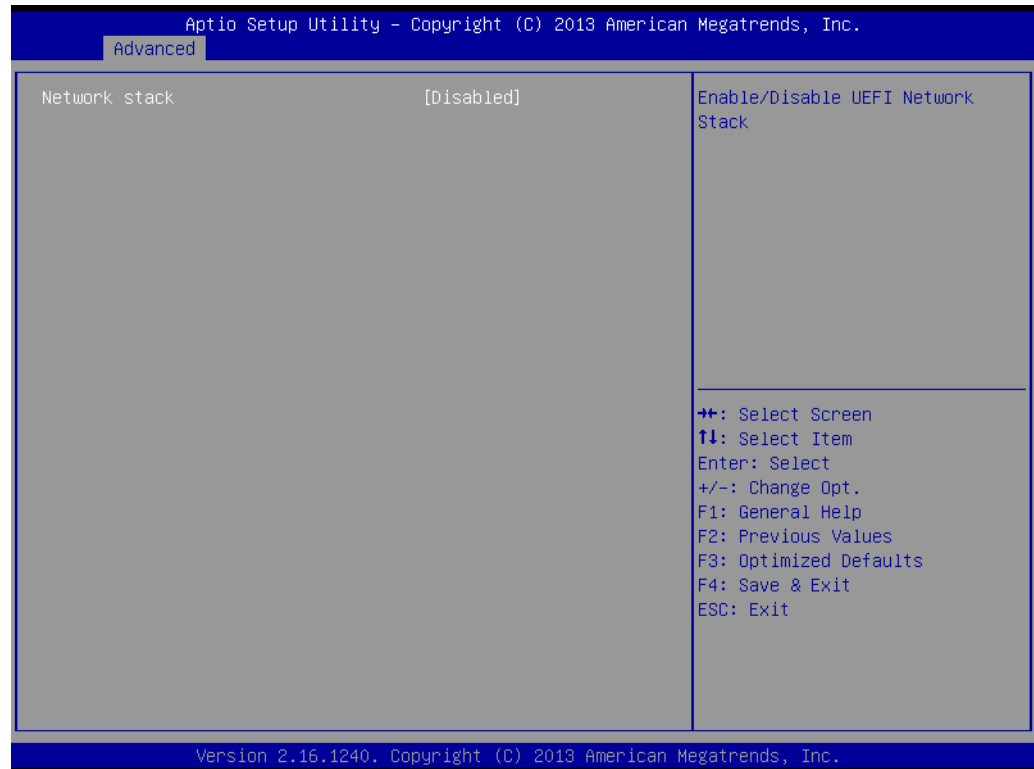 Aptio Setup Utility – Copyright (C) 2013 American Megatrends, Inc.
Advanced
Network stack [Disabled]
Enable/Disable UEFI Network
Stack
→←: Select Screen
↑↓: Select Item
Enter: Select
+/-: Change Opt.
F1: General Help
F2: Previous Values
F3: Optimized Defaults
F4: Save & Exit
ESC: Exit
Version 2.16.1240. Copyright (C) 2013 American Megatrends, Inc.